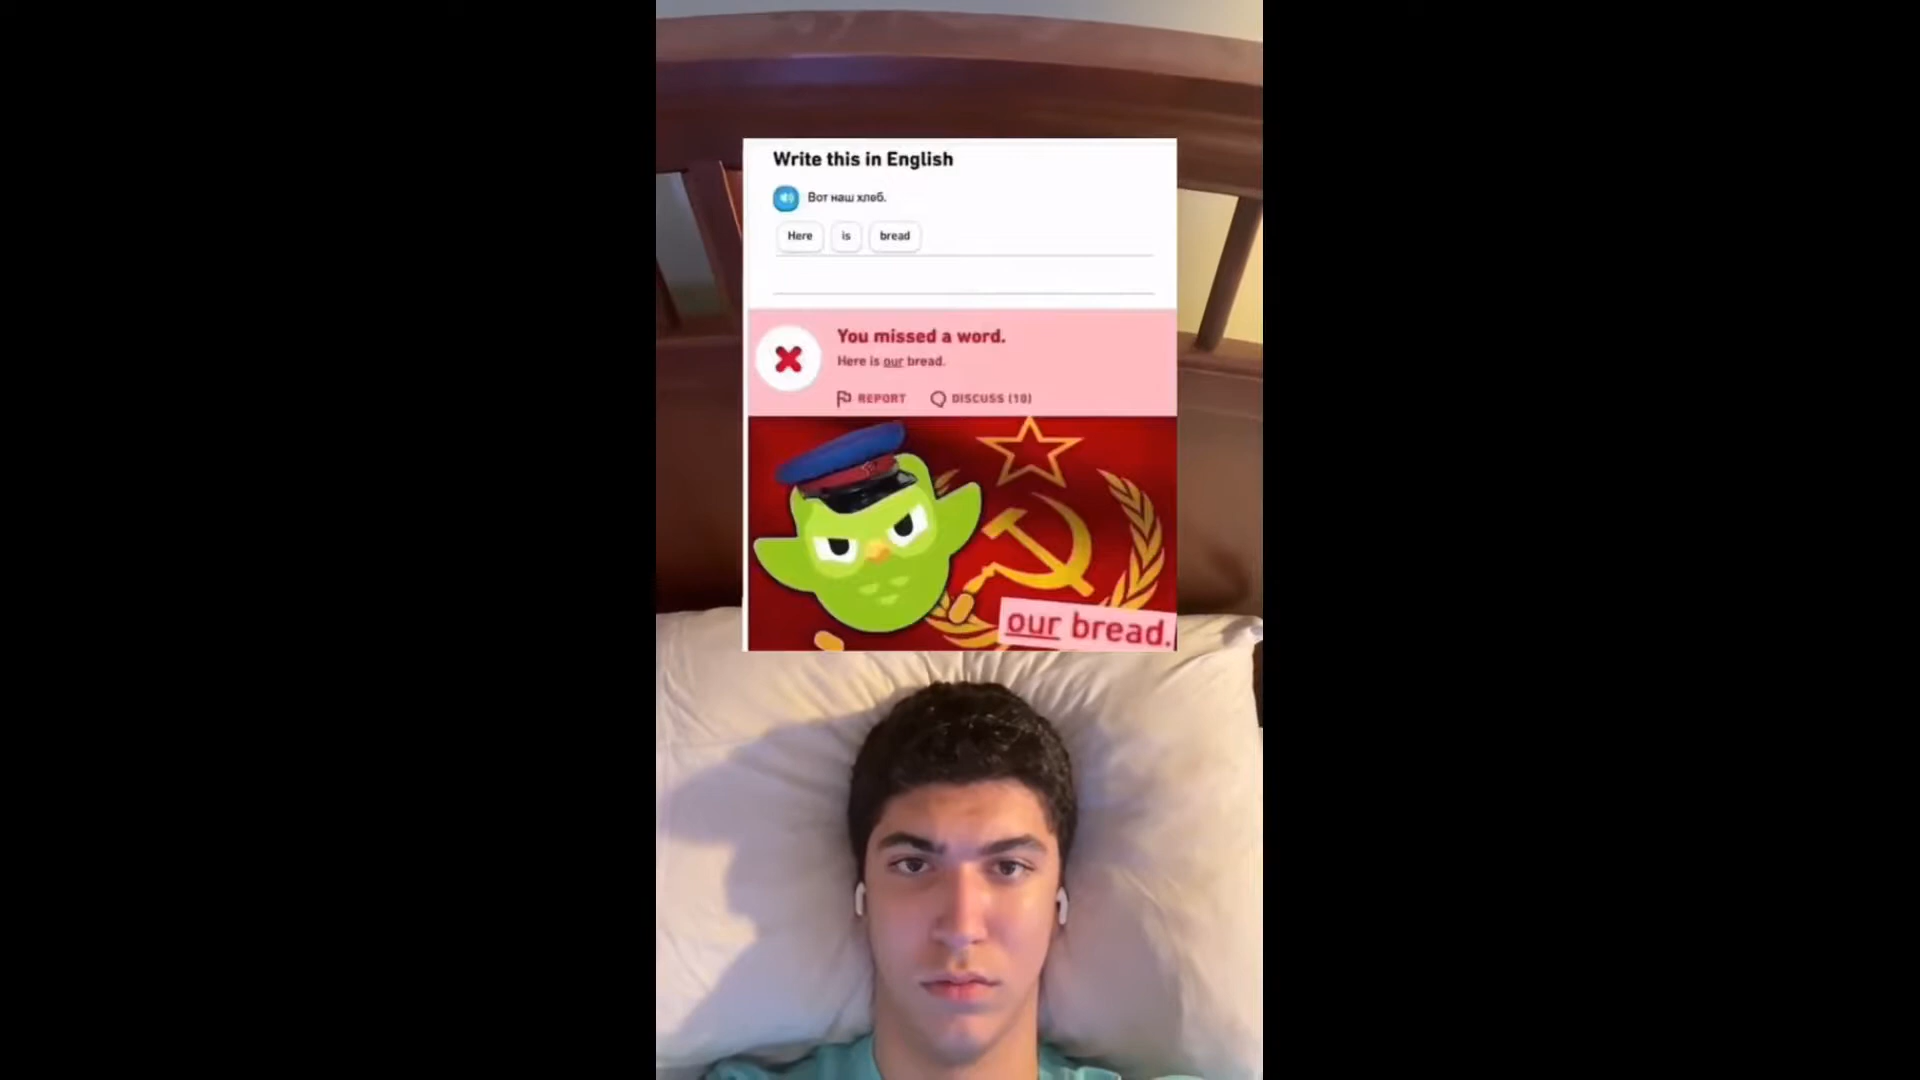 Write this in English
Вот наш хлеб.
Here is bread
You missed a word.
Here is our bread.
REPORT DISCUSS (10)
our bread.